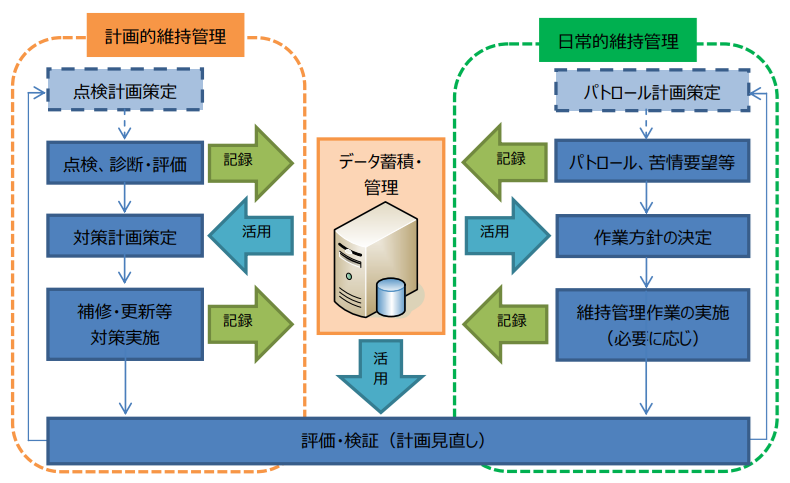 計画的維持管理
日常的維持管理
点検計画策定
パトロール計画策定
点検、診断・評価
記録
データ蓄積・
管理
記録
パトロール、苦情要望等
対策計画策定
活用
活用
作業方針の決定
補修・更新等
対策実施
記録
記録
維持管理作業の実施
（必要に応じ）
活
用
評価・検証（計画見直し）